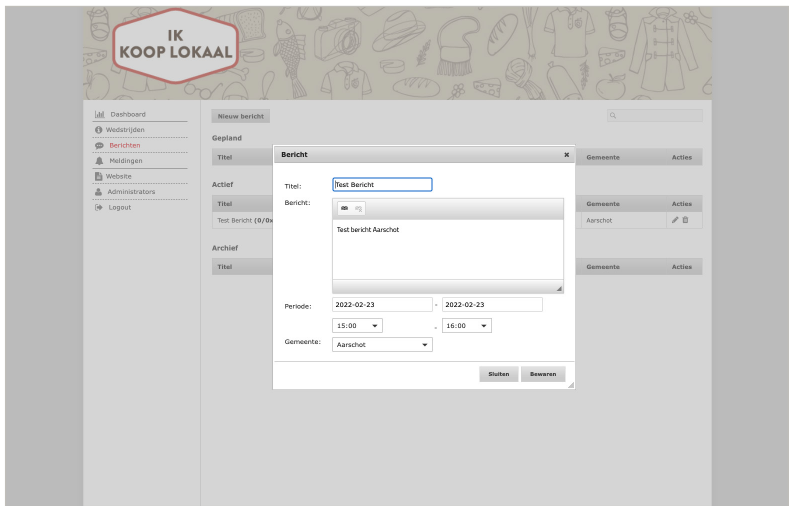 IK
KOOP LOKAAL
Dashboard
Wedstrijden
Berichten
Meldingen
Website
Administrators
Logout
Nieuw bericht
Gepland
Titel
Gemeente
Acties
Actief
Titel
Gemeente
Acties
Test Bericht (0/0x
Aarschot
Archief
Titel
Gemeente
Acties
Bericht
Titel:
Test Bericht
Bericht:
Test bericht Aarschot
Periode:
2022-02-23 - 2022-02-23
15:00 - 16:00
Gemeente:
Aarschot
Sluiten
Bewaren